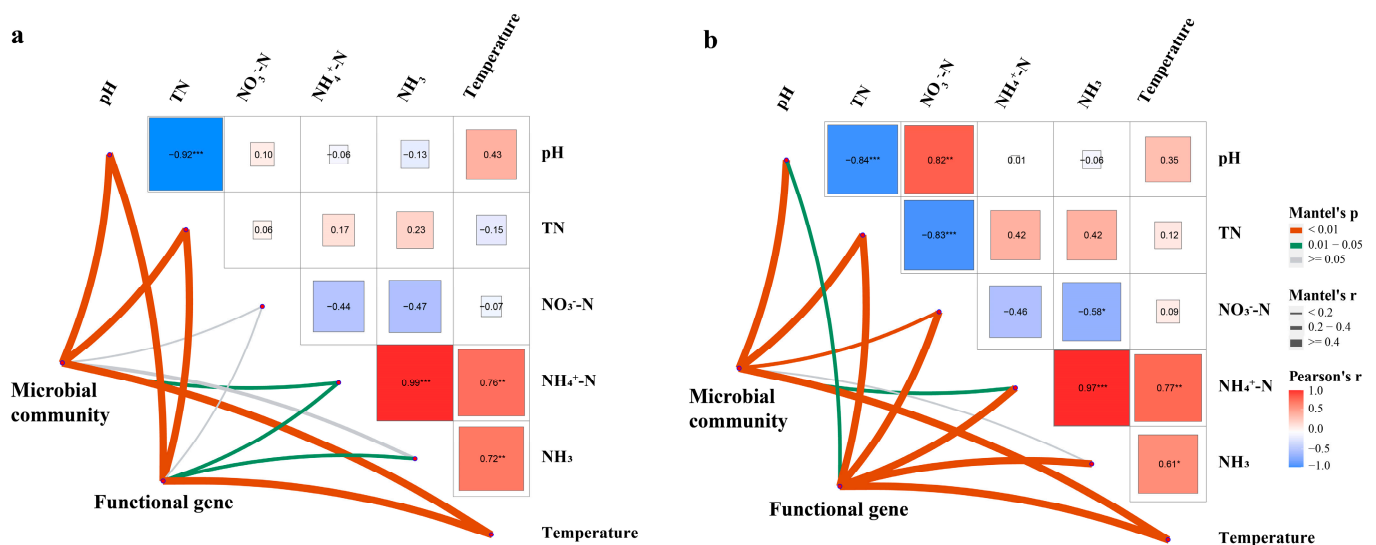 a
pH
TN
NO₃⁻-N
NH₄⁺-N
NH₃
Temperature
−0.92***
0.10
−0.06
−0.13
0.43
pH
0.06
0.17
0.23
−0.15
TN
−0.44
−0.47
−0.07
NO₃⁻-N
0.99***
0.76**
NH₄⁺-N
0.72**
NH₃
Temperature
Microbial
community
Functional gene
b
pH
TN
NO₃⁻-N
NH₄⁺-N
NH₃
Temperature
−0.84***
0.82**
0.01
−0.06
0.35
pH
−0.83***
0.42
0.42
0.12
TN
−0.46
−0.58*
0.09
NO₃⁻-N
0.97***
0.77**
NH₄⁺-N
0.61*
NH₃
Temperature
Microbial
community
Functional gene
Mantel's p
< 0.01
0.01 − 0.05
>= 0.05
Mantel's r
< 0.2
0.2 − 0.4
>= 0.4
Pearson's r
1.0
0.5
0.0
−0.5
−1.0